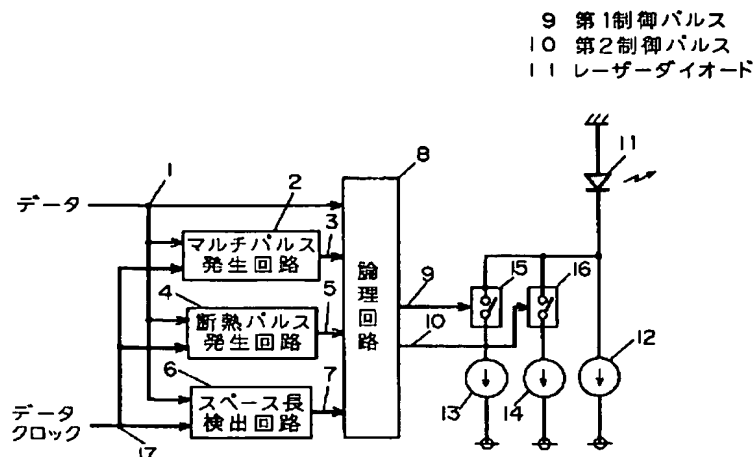 9 第1制御パルス
10 第2制御パルス
11 レーザーダイオード
8
11
1
2
データ
マルチパルス
発生回路
3
4
断熱パルス
発生回路
5
6
スペース長
検出回路
7
データ
クロック
17
論理回路
9
10
15
16
12
13
14